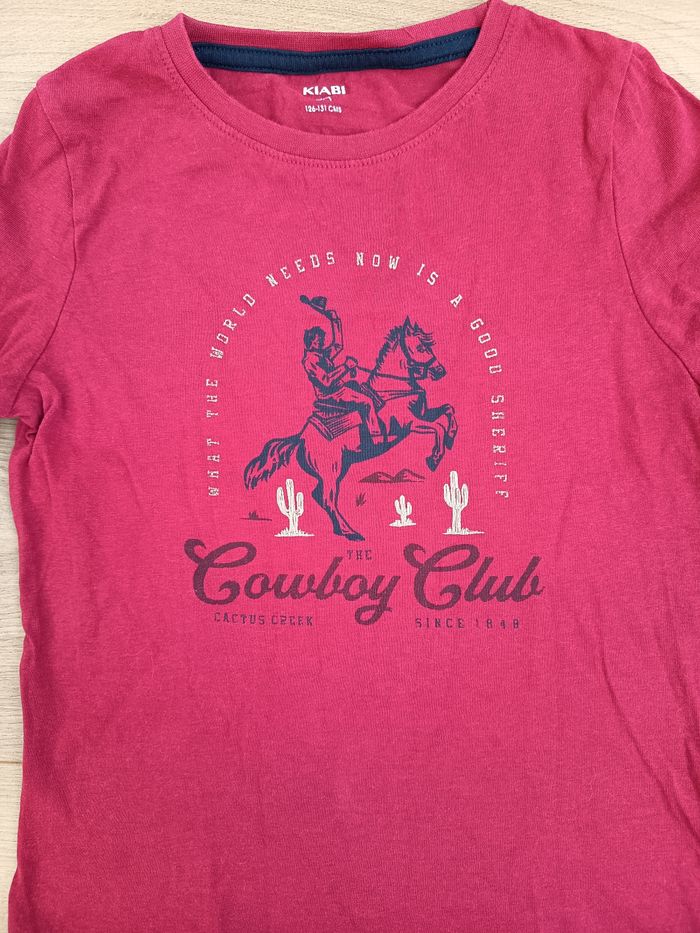 KIABI
126-131 CMS
WHAT THE WORLD NEEDS NOW IS A GOOD SHERIFF
THE
Cowboy Club
CACTUS CREEK
SINCE 1848